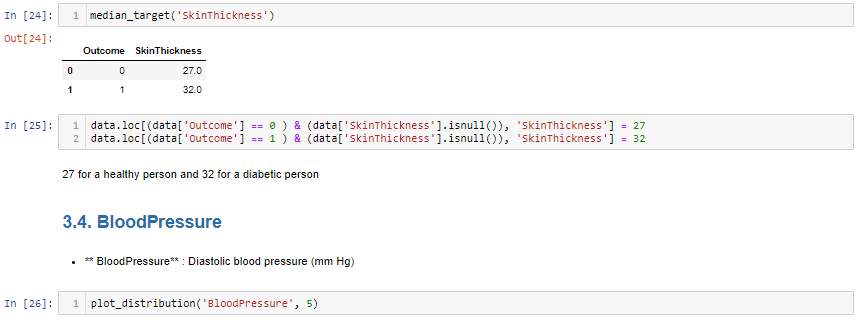 In [24]: 1 median_target('SkinThickness')
Out[24]:
Outcome SkinThickness
0 0 27.0
1 1 32.0
In [25]: 1 data.loc[(data['Outcome'] == 0 ) & (data['SkinThickness'].isnull()), 'SkinThickness'] = 27
2 data.loc[(data['Outcome'] == 1 ) & (data['SkinThickness'].isnull()), 'SkinThickness'] = 32
27 for a healthy person and 32 for a diabetic person
3.4. BloodPressure
• ** BloodPressure** : Diastolic blood pressure (mm Hg)
In [26]: 1 plot_distribution('BloodPressure', 5)